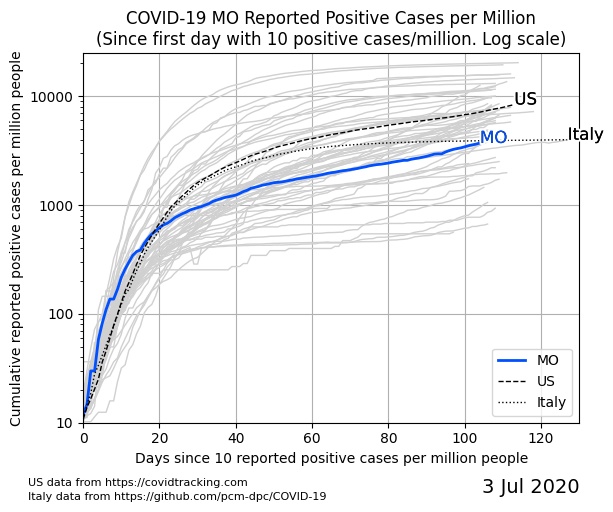 COVID-19 MO Reported Positive Cases per Million
(Since first day with 10 positive cases/million. Log scale)
Cumulative reported positive cases per million people
10000
1000
100
10
US
Italy
MO
MO
US
Italy
0
20
40
60
80
100
120
Days since 10 reported positive cases per million people
US data from https://covidtracking.com
Italy data from https://github.com/pcm-dpc/COVID-19
3 Jul 2020